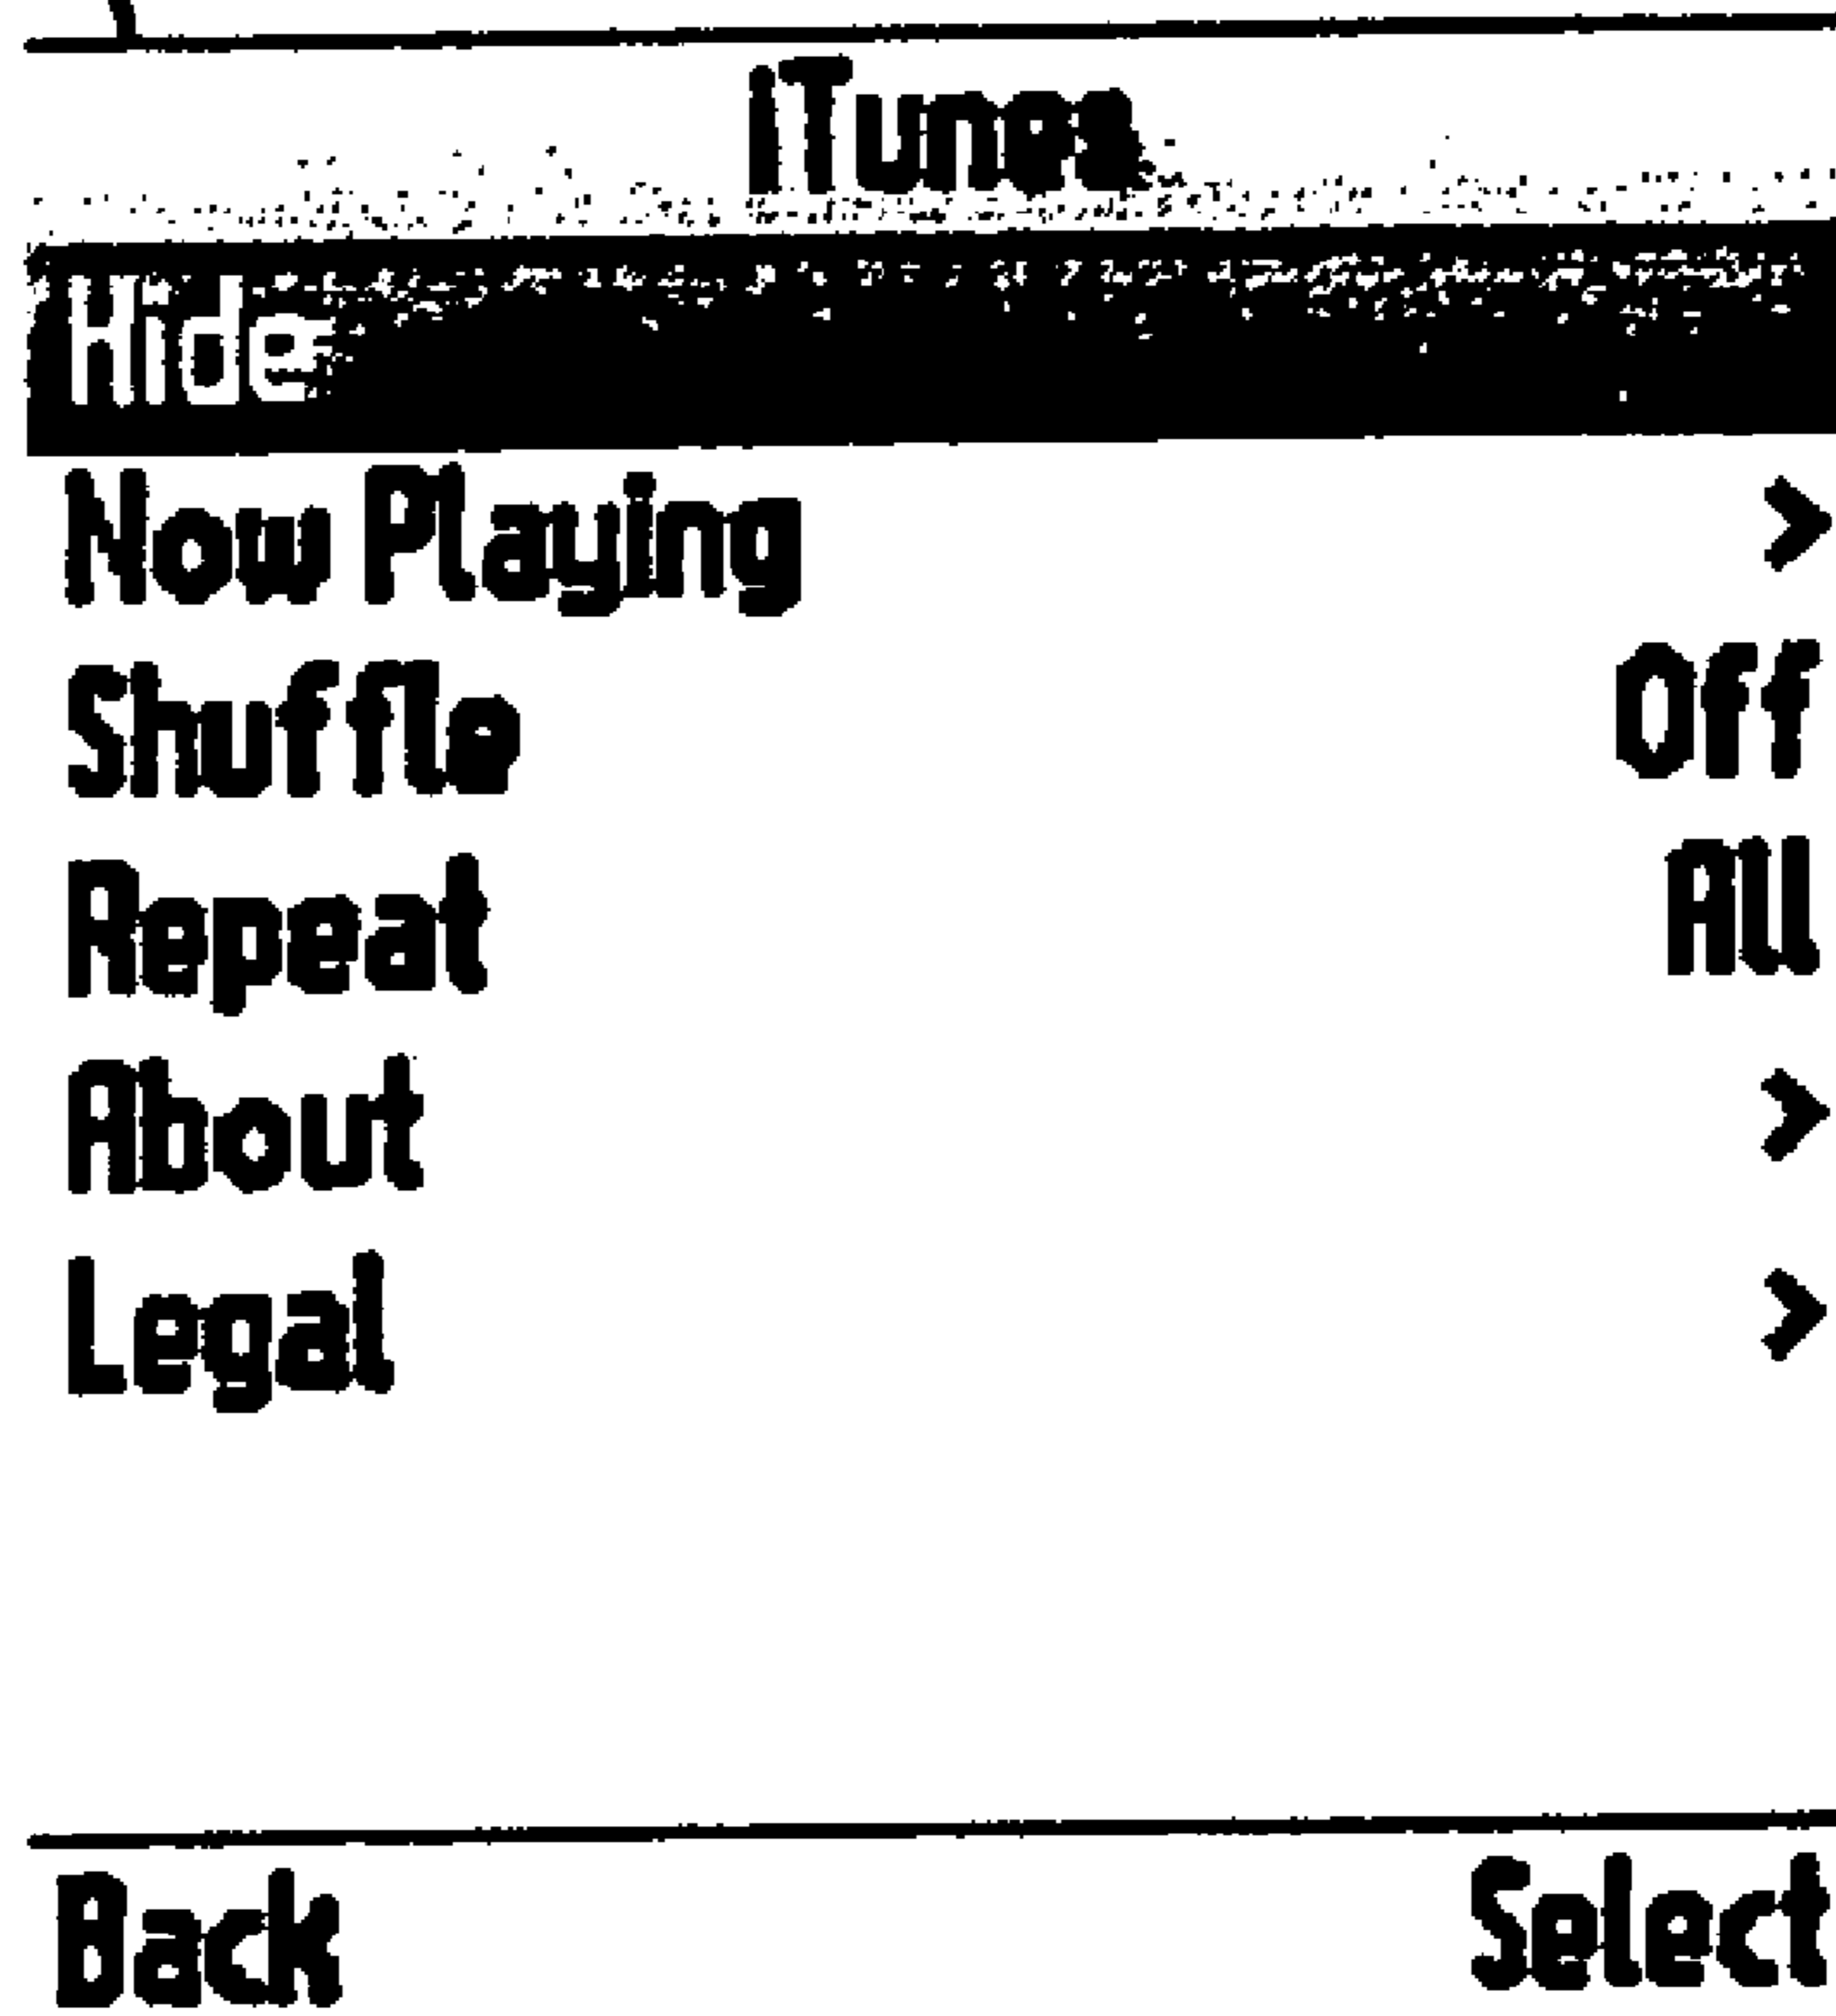 iTunes
Hide
Now Playing >
Shuffle Off
Repeat All
About >
Legal >
Back Select